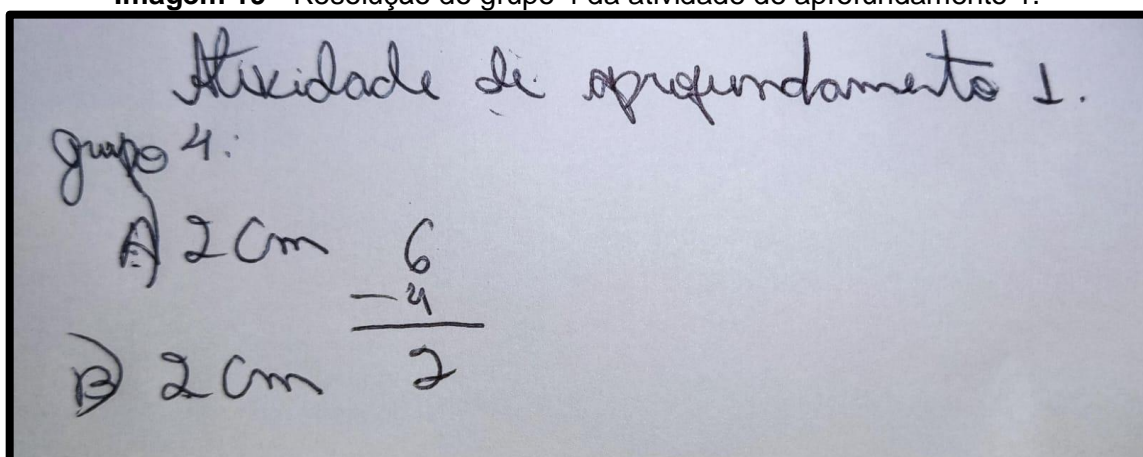 Imagem 10 - Resolução do grupo 4 da atividade de aprofundamento 1.
Atividade de aprofundamento 1.
grupo 4:
A) 2 cm 6
- 4
B) 2 cm 2